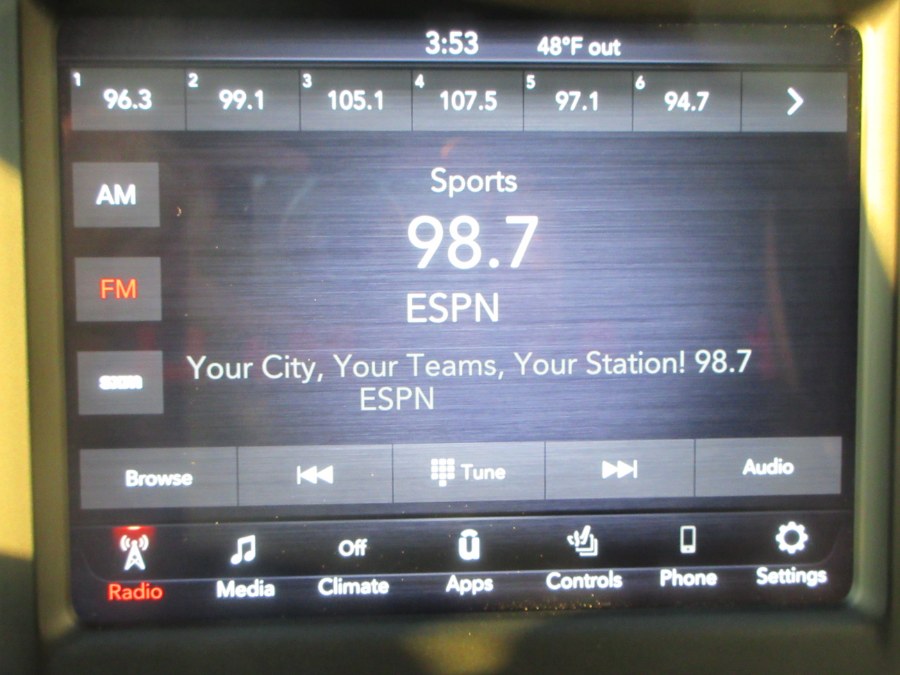 3:53 48°F out
1 96.3 2 99.1 3 105.1 4 107.5 5 97.1 6 94.7
AM
Sports
98.7
FM
ESPN
Your City, Your Teams, Your Station! 98.7
ESPN
Browse Tune Audio
Off
Radio Media Climate Apps Controls Phone Settings